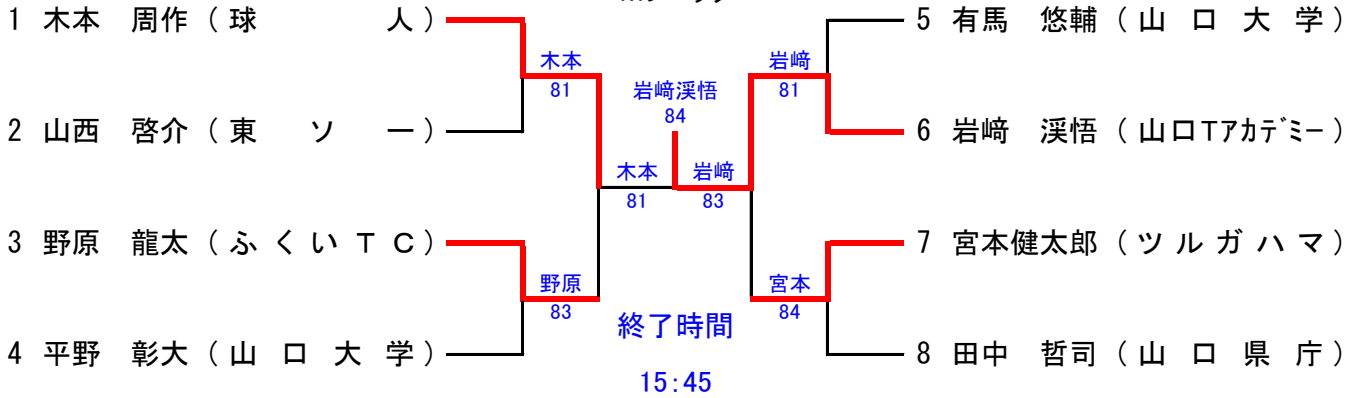 1 木本 周作（球 人） 5 有馬 悠輔（山 口 大 学）
木本 岩﨑
81 岩﨑渓悟 81
84
2 山西 啓介（東 ソ ー） 6 岩﨑 渓悟（山口Tｱｶﾃﾞﾐｰ）
木本 岩﨑
81 83
3 野原 龍太（ふ く い T C） 7 宮本健太郎（ツ ル ガ ハ マ）
野原 宮本
83 終了時間 84
4 平野 彰大（山 口 大 学） 8 田中 哲司（山 口 県 庁）
15:45